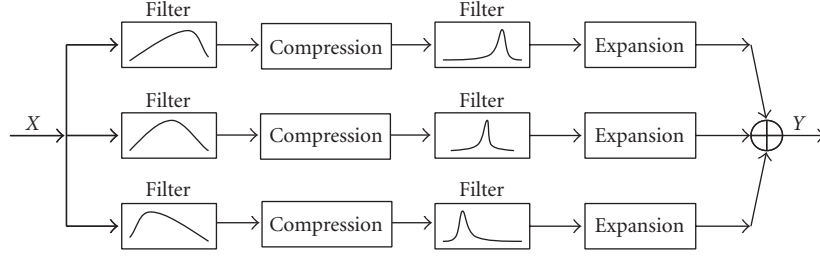 Filter Filter
X Compression Expansion
Filter Filter
Compression Expansion Y
Filter Filter
Compression Expansion